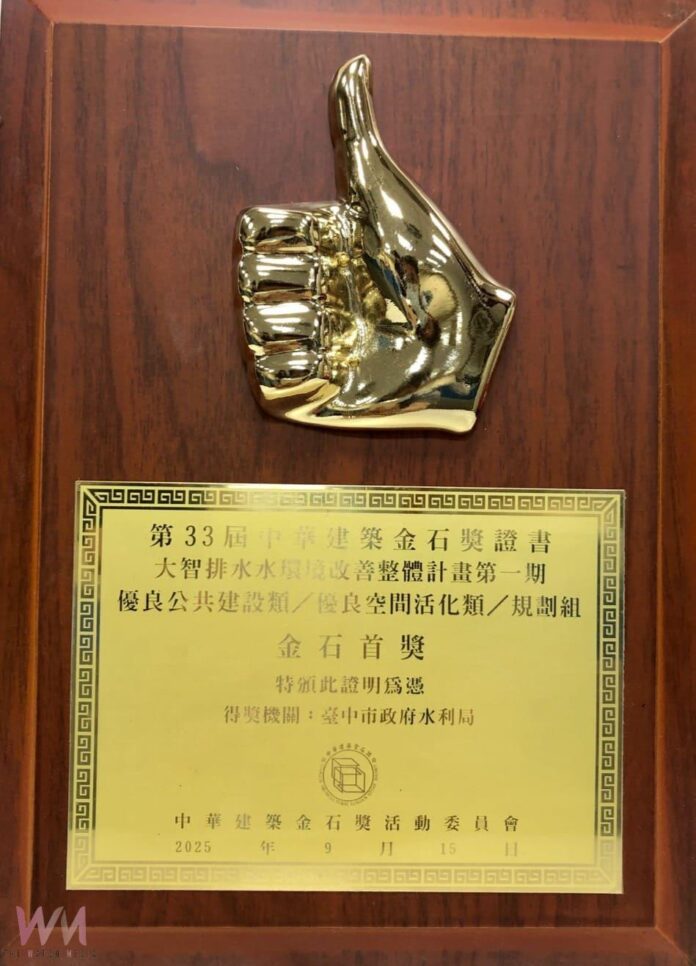 第33屆中華建築金石獎證書
大智排水水環境改善整體計畫第一期
優良公共建設類／優良空間活化類／規劃組
金石首獎
特頒此證明為憑
得獎機關：臺中市政府水利局
中華建築金石獎活動委員會
2025 年 9 月 15 日
WM